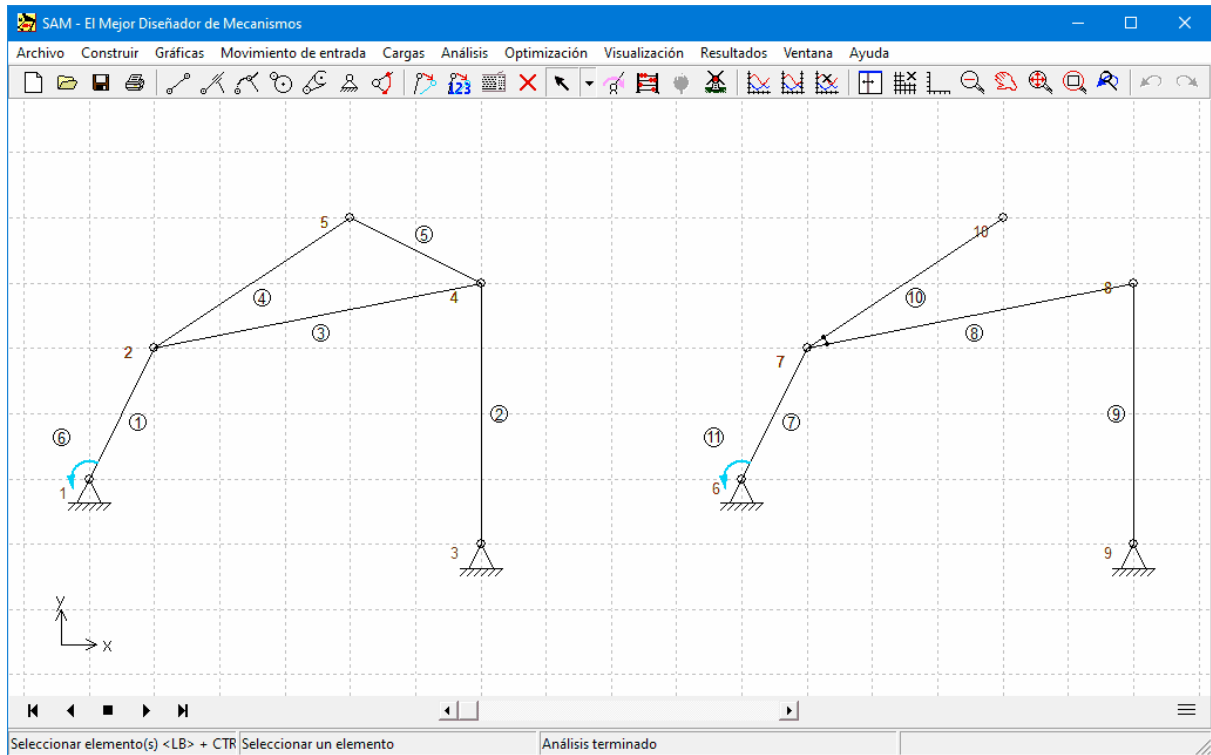 SAM - El Mejor Diseñador de Mecanismos
Archivo Construir Gráficas Movimiento de entrada Cargas Análisis Optimización Visualización Resultados Ventana Ayuda
123
5 10
⑤
4 8
④ ⑩
③ ⑧
2 7
① ② ⑦ ⑨
⑥ ⑪
1 6
3 9
y
x
Seleccionar elemento(s) <LB> + CTR Seleccionar un elemento Análisis terminado